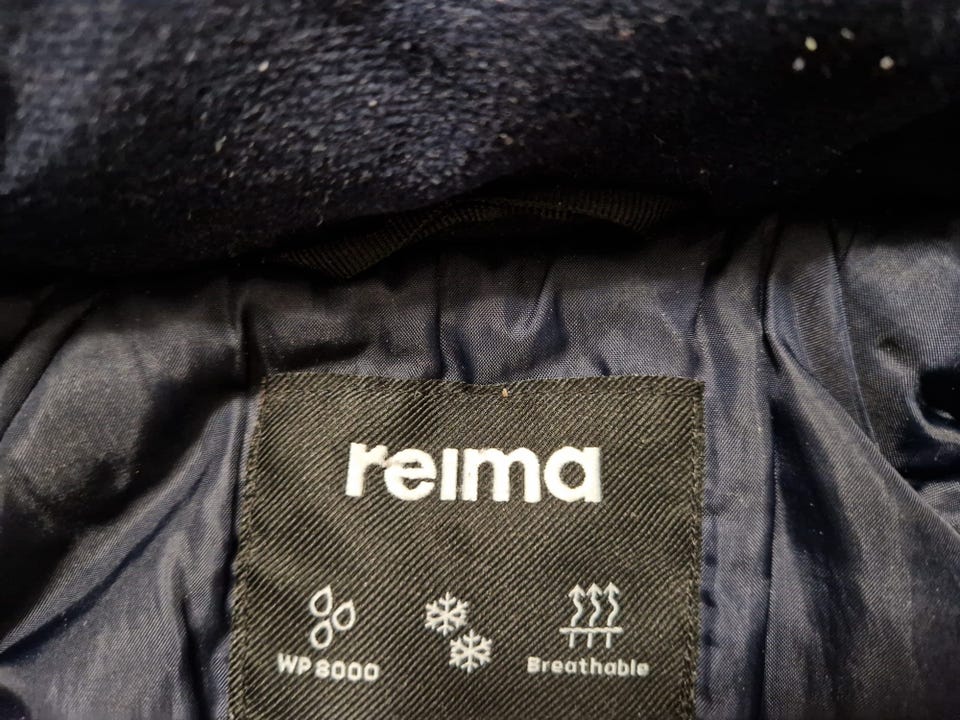 reima
WP 8000
Breathable